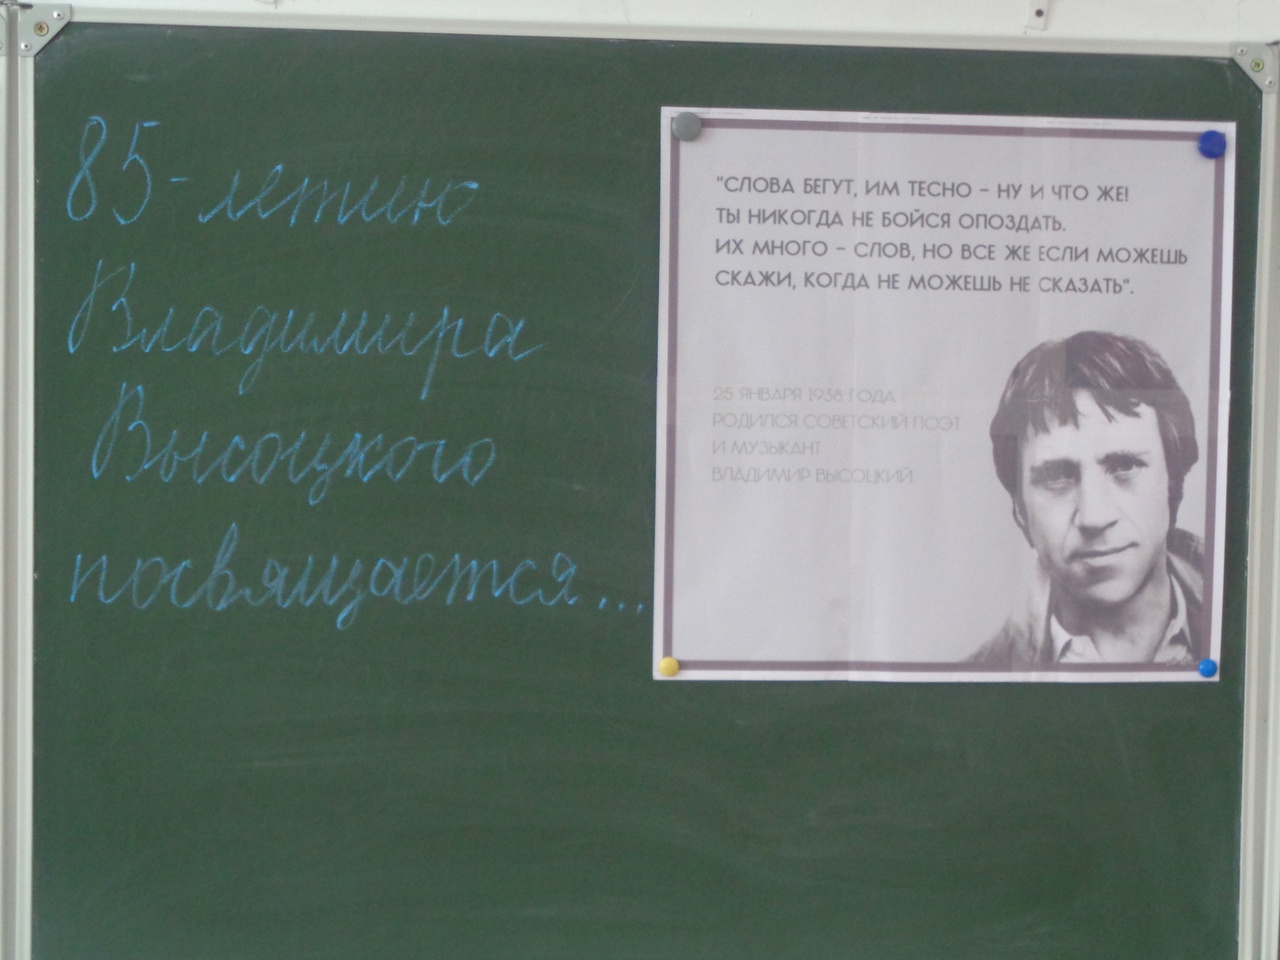 85-летию
Владимира
Высоцкого
посвящается...
"СЛОВА БЕГУТ, ИМ ТЕСНО – НУ И ЧТО ЖЕ!
ТЫ НИКОГДА НЕ БОЙСЯ ОПОЗДАТЬ.
ИХ МНОГО – СЛОВ, НО ВСЕ ЖЕ ЕСЛИ МОЖЕШЬ
СКАЖИ, КОГДА НЕ МОЖЕШЬ НЕ СКАЗАТЬ".
25 ЯНВАРЯ 1938 ГОДА
РОДИЛСЯ СОВЕТСКИЙ ПОЭТ
И МУЗЫКАНТ
ВЛАДИМИР ВЫСОЦКИЙ